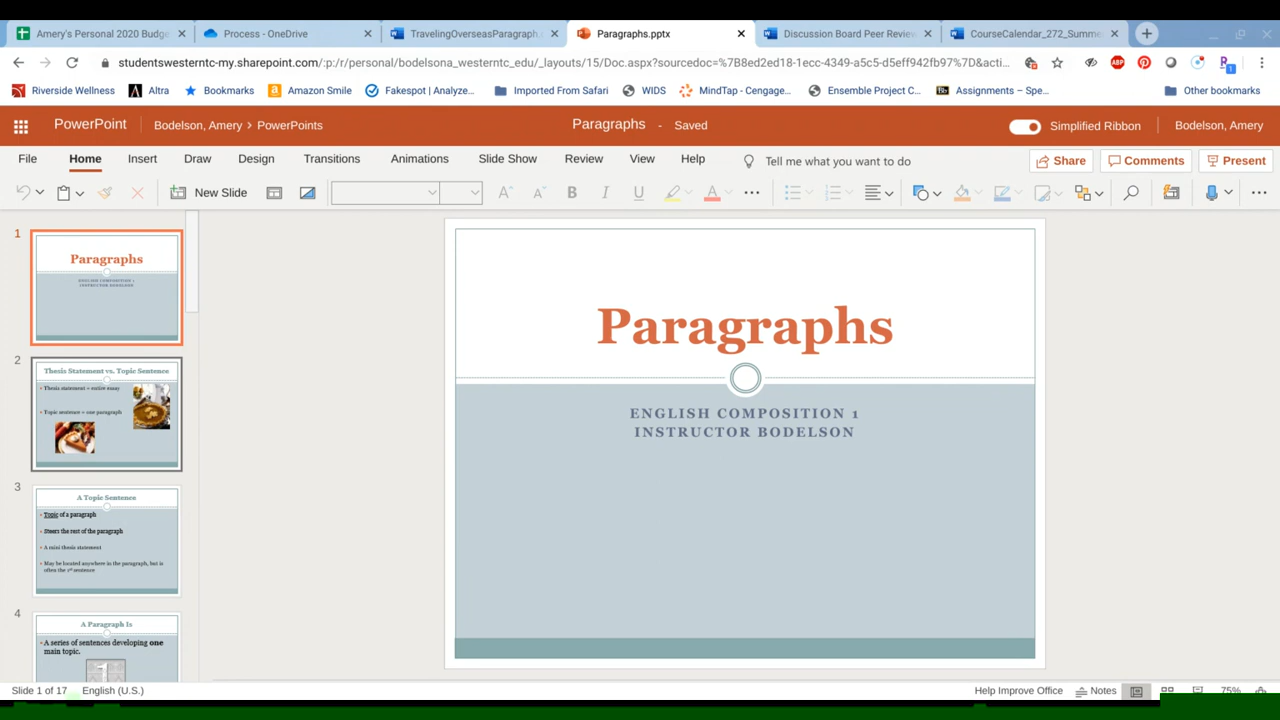 Amery's Personal 2020 Budge
Process - OneDrive
TravelingOverseasParagraph.
Paragraphs.pptx
Discussion Board Peer Review
CourseCalendar_272_Summe
studentswesterntc-my.sharepoint.com/:p:/r/personal/bodelsona_westerntc_edu/_layouts/15/Doc.aspx?sourcedoc=%7B8ed2ed18-1ecc-4349-a5c5-d5eff942fb97%7D&acti...
ABP
1
Riverside Wellness
Altra
Bookmarks
Amazon Smile
Fakespot | Analyze...
Imported From Safari
WIDS
MindTap - Cengage...
Ensemble Project C...
Assignments – Spe...
Other bookmarks
PowerPoint
Bodelson, Amery > PowerPoints
Paragraphs - Saved
Simplified Ribbon
Bodelson, Amery
File Home Insert Draw Design Transitions Animations Slide Show Review View Help
Tell me what you want to do
Share
Comments
Present
New Slide
1
Paragraphs
ENGLISH COMPOSITION 1
INSTRUCTOR BODELSON
2
Thesis Statement vs. Topic Sentence
• Thesis statement = entire essay
• Topic sentence = one paragraph
3
A Topic Sentence
• Topic of a paragraph
• Steers the rest of the paragraph
• A mini thesis statement
• May be located anywhere in the paragraph, but is
often the 1st sentence
4
A Paragraph Is
• A series of sentences developing one
main topic.
1
Paragraphs
ENGLISH COMPOSITION 1
INSTRUCTOR BODELSON
Slide 1 of 17
English (U.S.)
Help Improve Office
Notes
75%